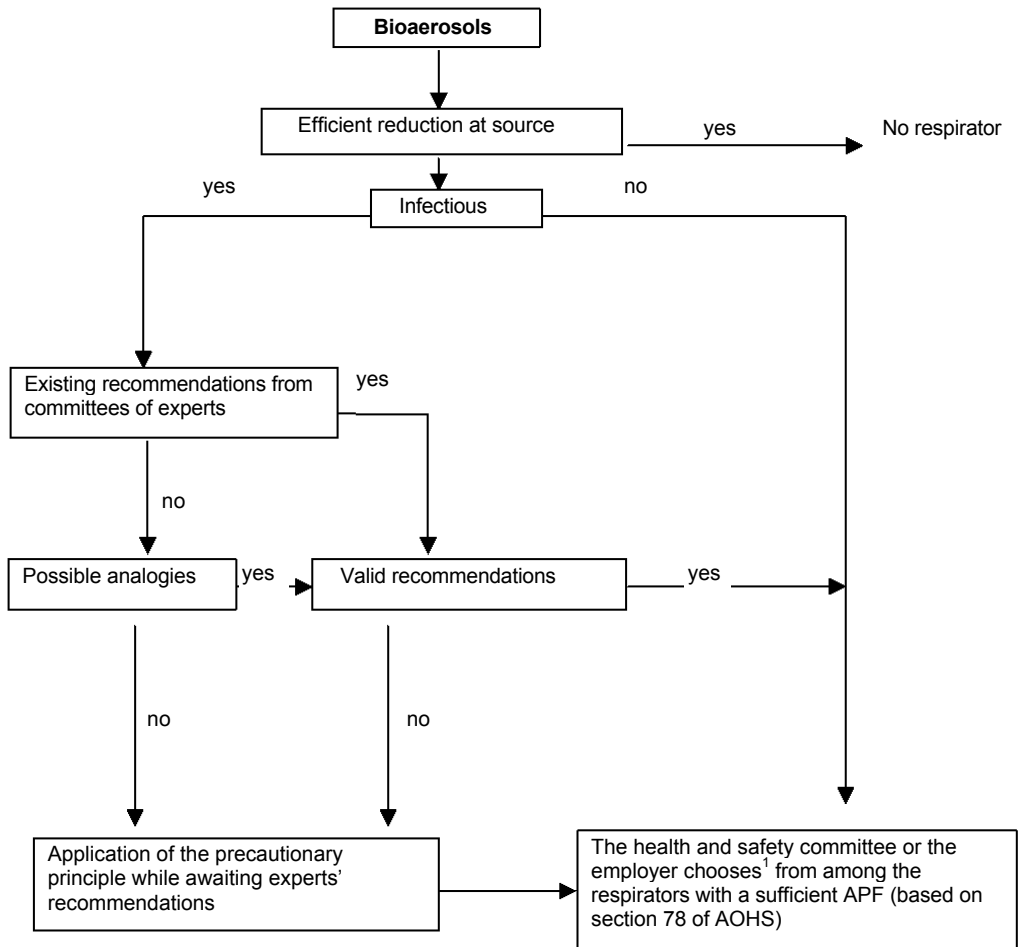 Bioaerosols
Efficient reduction at source
yes
No respirator
yes
no
Infectious
Existing recommendations from
committees of experts
yes
no
Possible analogies
yes
Valid recommendations
yes
no
no
Application of the precautionary
principle while awaiting experts’
recommendations
The health and safety committee or the
employer chooses1 from among the
respirators with a sufficient APF (based on
section 78 of AOHS)